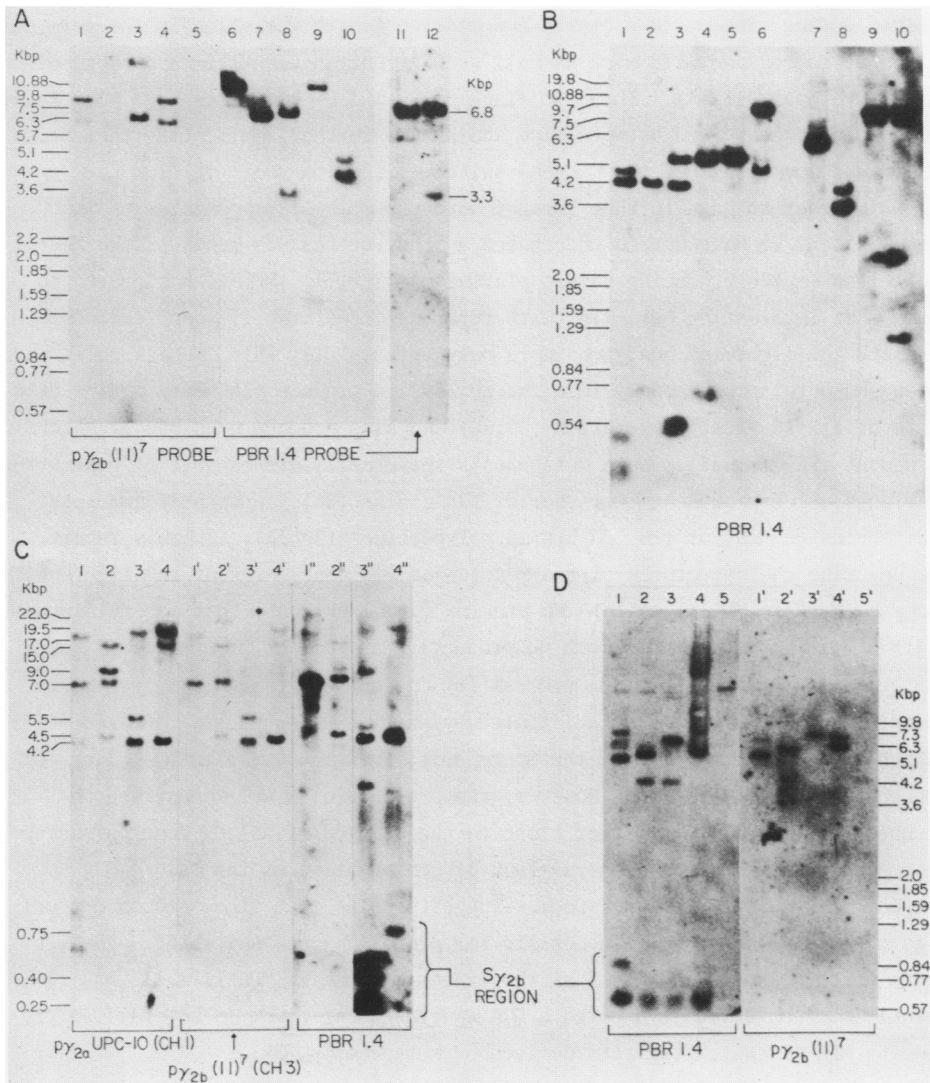 A
1 2 3 4 5 6 7 8 9 10 11 12
Kbp
10.88
9.8
7.5
6.3
5.7
5.1
4.2
3.6
2.2
2.0
1.85
1.59
1.29
0.84
0.77
0.57
Kbp
6.8
3.3
pγ2b(11)7 PROBE
PBR 1.4 PROBE
B
1 2 3 4 5 6 7 8 9 10
Kbp
19.8
10.88
9.7
7.5
6.3
5.1
4.2
3.6
2.0
1.85
1.59
1.29
0.84
0.77
0.54
PBR 1.4
C
1 2 3 4 1' 2' 3' 4' 1" 2" 3" 4"
Kbp
22.0
19.5
17.0
15.0
9.0
7.0
5.5
4.5
4.2
0.75
0.40
0.25
pγ2a UPC-10 (CH1)
pγ2b(11)7 (CH3)
PBR 1.4
Sγ2b
REGION
D
1 2 3 4 5 1' 2' 3' 4' 5'
Kbp
9.8
7.3
6.3
5.1
4.2
3.6
2.0
1.85
1.59
1.29
0.84
0.77
0.57
PBR 1.4
pγ2b(11)7